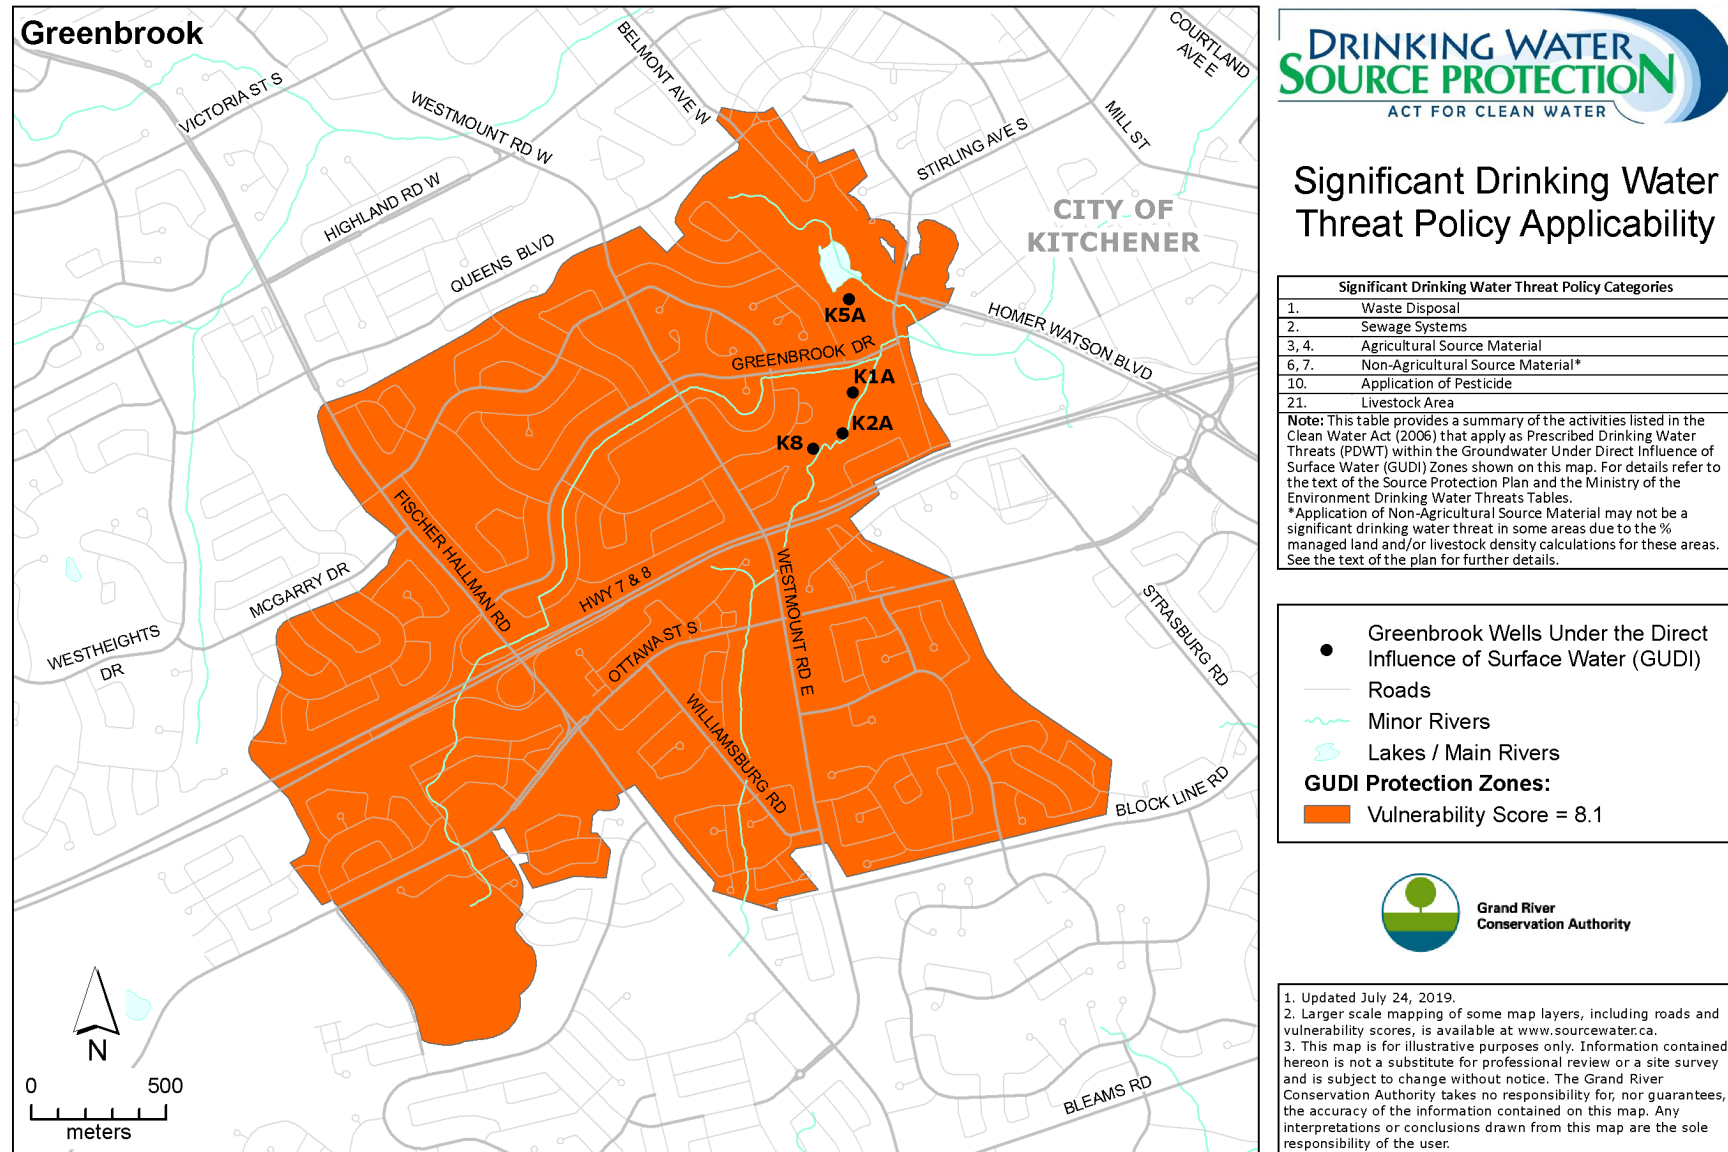 Greenbrook
BELMONT AVE W
COURTLAND
AVE E
VICTORIA ST S
WESTMOUNT RD W
MILL ST
STIRLING AVE S
HIGHLAND RD W
CITY OF
KITCHENER
QUEENS BLVD
K5A
HOMER WATSON BLVD
GREENBROOK DR
K1A
K2A
K8
FISCHER HALLMAN RD
HWY 7 & 8
WESTMOUNT RD E
MCGARRY DR
STRASBURG RD
WESTHEIGHTS
DR
OTTAWA ST S
WILLIAMSBURG RD
BLOCK LINE RD
BLEAMS RD
N
0 500
meters
DRINKING WATER
SOURCE PROTECTION
ACT FOR CLEAN WATER
Significant Drinking Water
Threat Policy Applicability
Significant Drinking Water Threat Policy Categories
1. Waste Disposal
2. Sewage Systems
3, 4. Agricultural Source Material
6, 7. Non-Agricultural Source Material*
10. Application of Pesticide
21. Livestock Area
Note: This table provides a summary of the activities listed in the
Clean Water Act (2006) that apply as Prescribed Drinking Water
Threats (PDWT) within the Groundwater Under Direct Influence of
Surface Water (GUDI) Zones shown on this map. For details refer to
the text of the Source Protection Plan and the Ministry of the
Environment Drinking Water Threats Tables.
*Application of Non-Agricultural Source Material may not be a
significant drinking water threat in some areas due to the %
managed land and/or livestock density calculations for these areas.
See the text of the plan for further details.
Greenbrook Wells Under the Direct
Influence of Surface Water (GUDI)
Roads
Minor Rivers
Lakes / Main Rivers
GUDI Protection Zones:
Vulnerability Score = 8.1
Grand River
Conservation Authority
1. Updated July 24, 2019.
2. Larger scale mapping of some map layers, including roads and
vulnerability scores, is available at www.sourcewater.ca.
3. This map is for illustrative purposes only. Information contained
hereon is not a substitute for professional review or a site survey
and is subject to change without notice. The Grand River
Conservation Authority takes no responsibility for, nor guarantees,
the accuracy of the information contained on this map. Any
interpretations or conclusions drawn from this map are the sole
responsibility of the user.